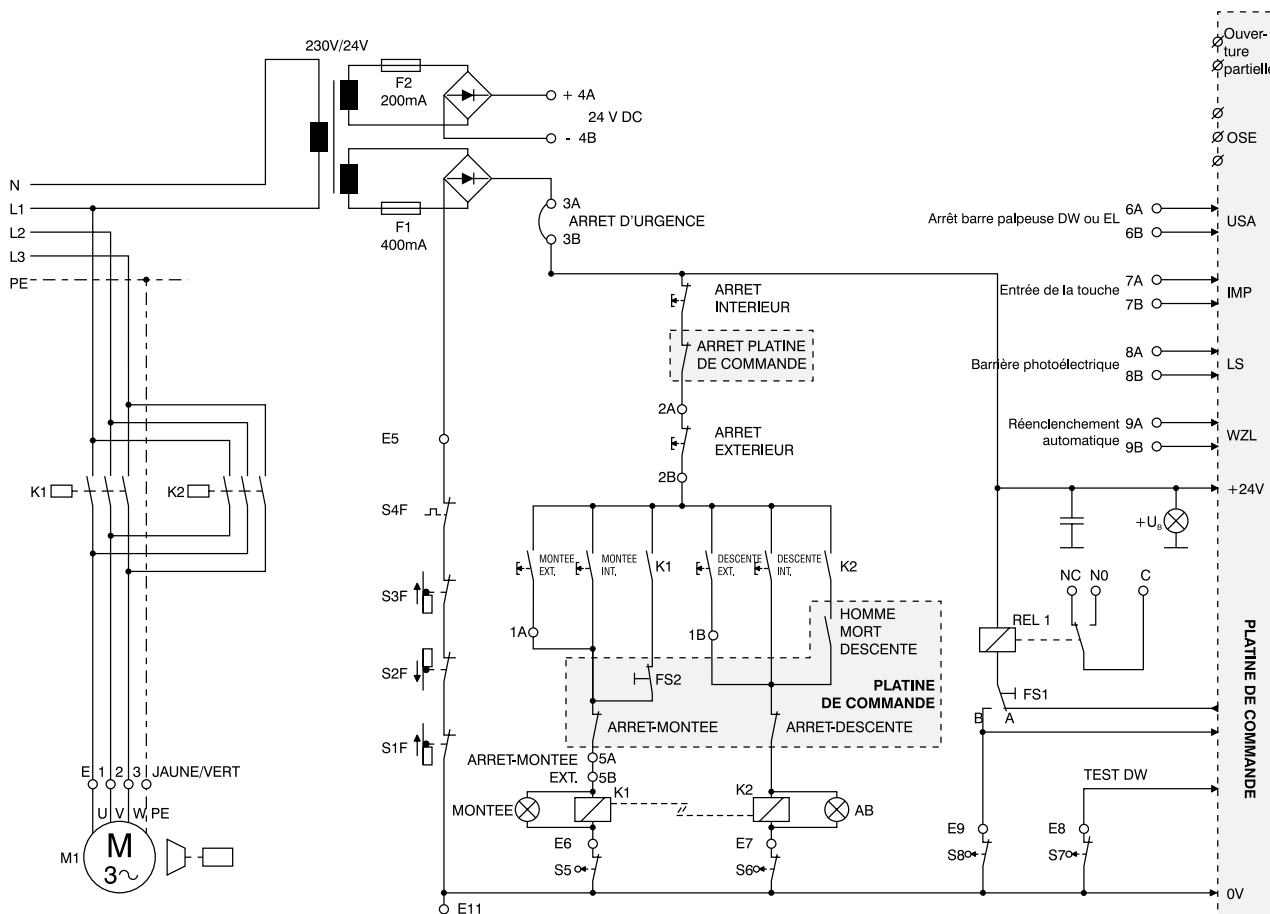 230V/24V
F2
200mA
+ 4A
24 V DC
- 4B
F1
400mA
3A
ARRET D'URGENCE
3B
N
L1
L2
L3
PE
ARRET
INTERIEUR
ARRET PLATINE
DE COMMANDE
2A
ARRET
EXTERIEUR
2B
E5
K1
K2
S4F
S3F
S2F
S1F
MONTEE
EXT.
MONTEE
INT.
K1
DESCENTE
EXT.
DESCENTE
INT.
K2
1A
1B
HOMME
MORT
DESCENTE
FS2
PLATINE
DE COMMANDE
ARRET-MONTEE
ARRET-DESCENTE
ARRET-MONTEE
EXT.
5A
5B
K1
K2
MONTEE
AB
E6
E7
S5
S6
E11
E 1 2 3 JAUNE/VERT
U V W PE
M1
M
3~
Ouver-
ture
partielle
OSE
Arrêt barre palpeuse DW ou EL
6A
6B
USA
Entrée de la touche
7A
7B
IMP
Barrière photoélectrique
8A
8B
LS
Réenclenchement
automatique
9A
9B
WZL
+24V
+UB
NC
N0
C
REL 1
FS1
B
A
TEST DW
E9
E8
S8
S7
0V
PLATINE DE COMMANDE